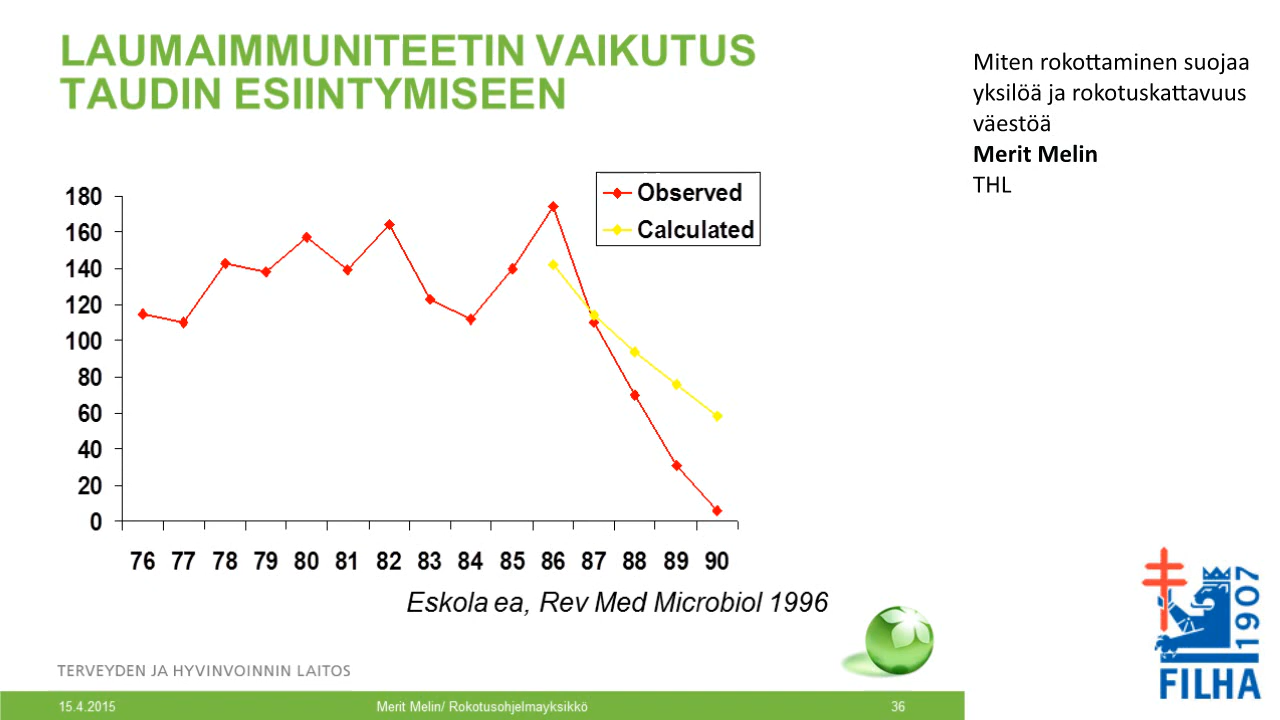 LAUMAIMMUNITEETIN VAIKUTUS
TAUDIN ESIINTYMISEEN
Miten rokottaminen suojaa
yksilöä ja rokotuskattavuus
väestöä
Merit Melin
THL
Observed
Calculated
180
160
140
120
100
80
60
40
20
0
76 77 78 79 80 81 82 83 84 85 86 87 88 89 90
Eskola ea, Rev Med Microbiol 1996
TERVEYDEN JA HYVINVOINNIN LAITOS
15.4.2015 Merit Melin/ Rokotusohjelmayksikkö 36
1907
FILHA